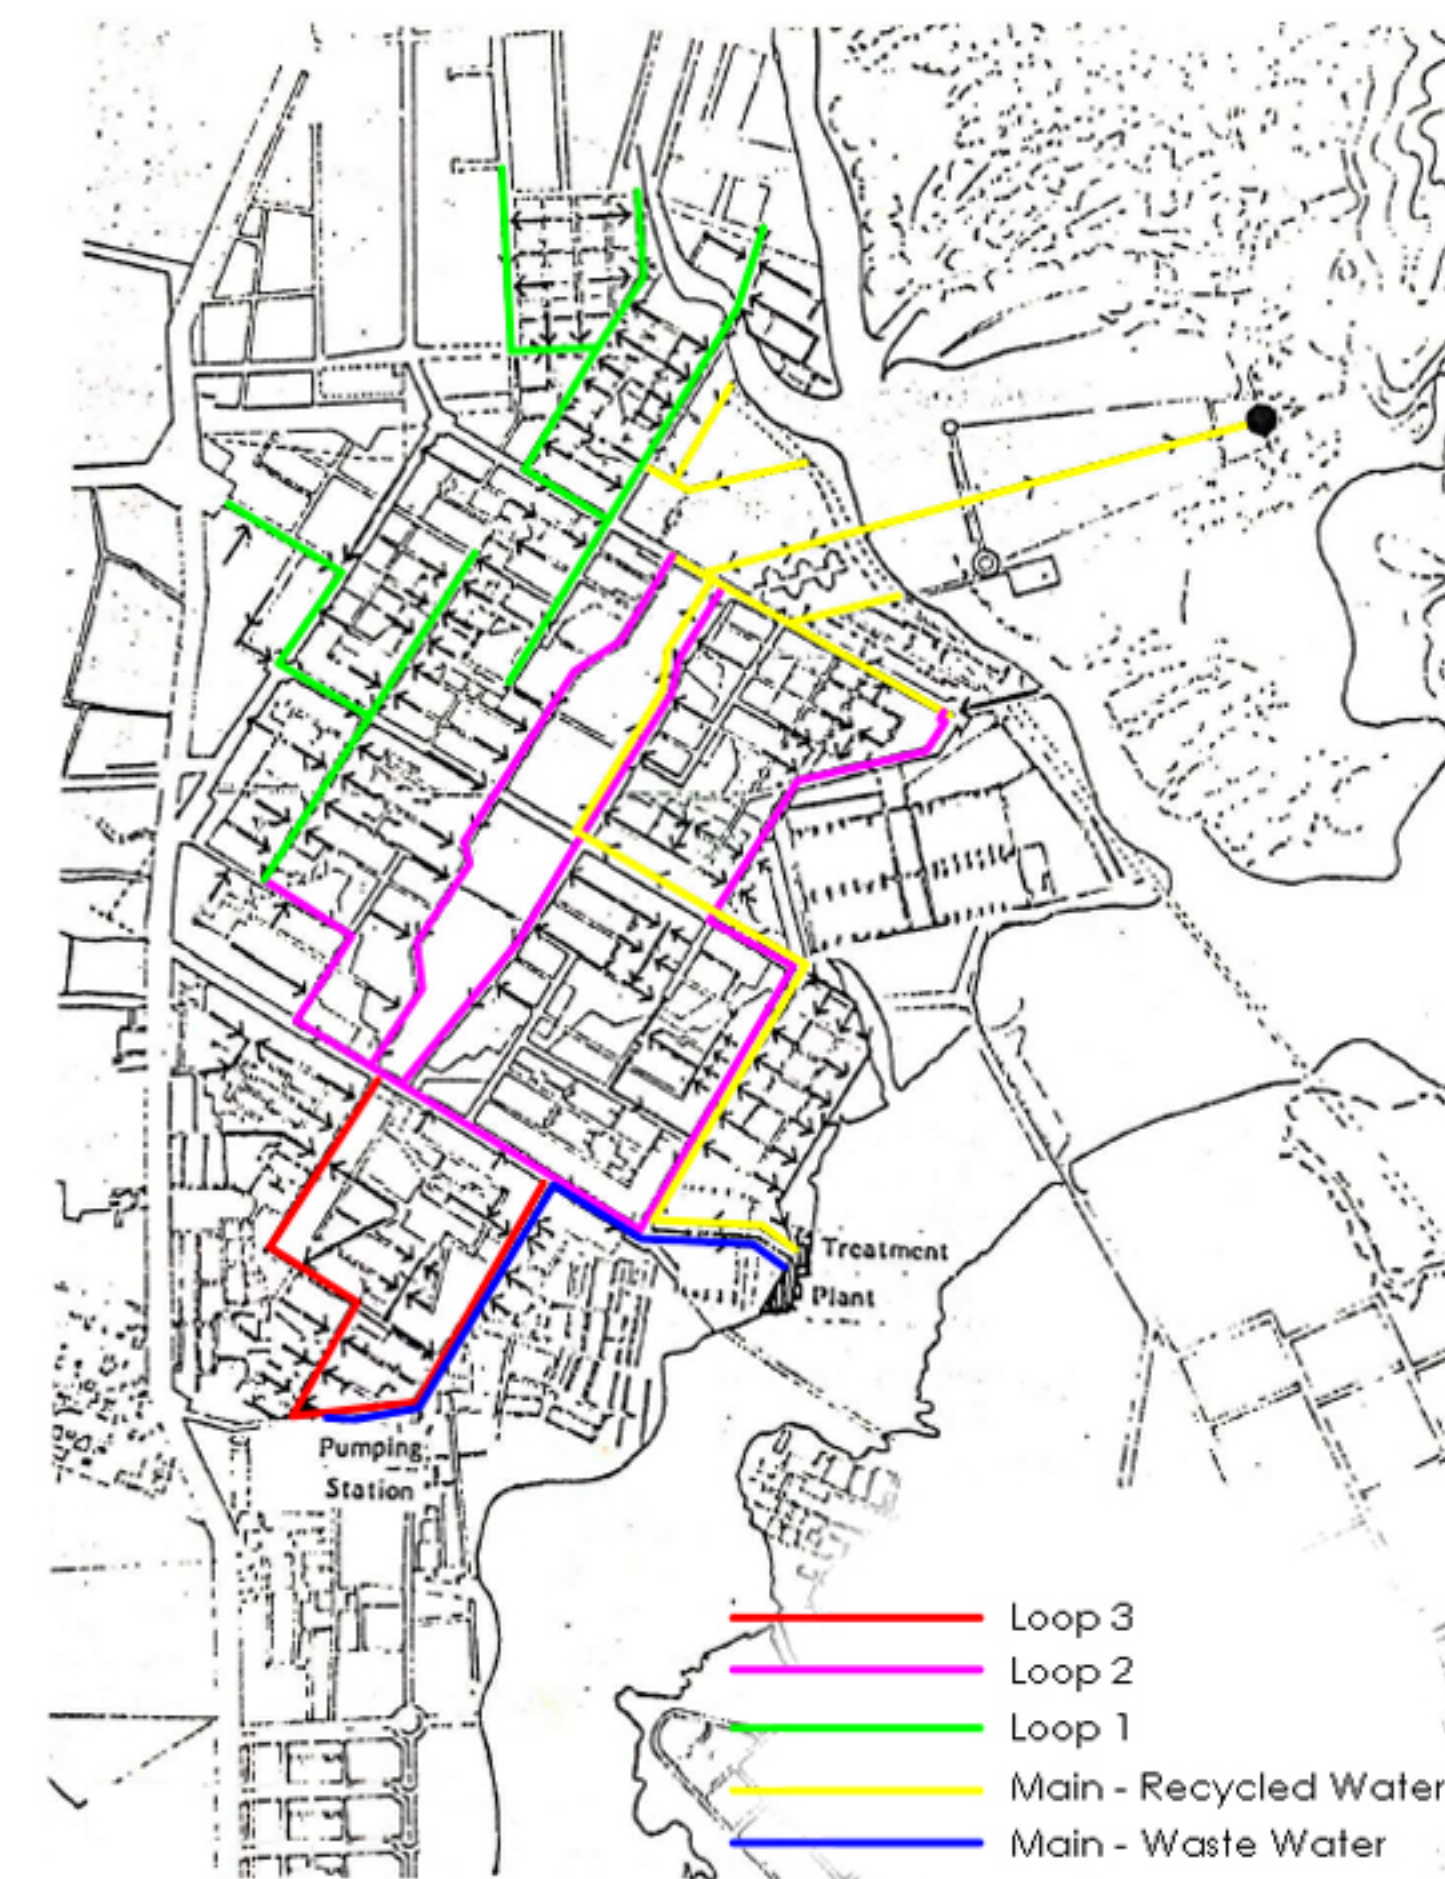 Treatment
Plant
Pumping
Station
Loop 3
Loop 2
Loop 1
Main - Recycled Water
Main - Waste Water